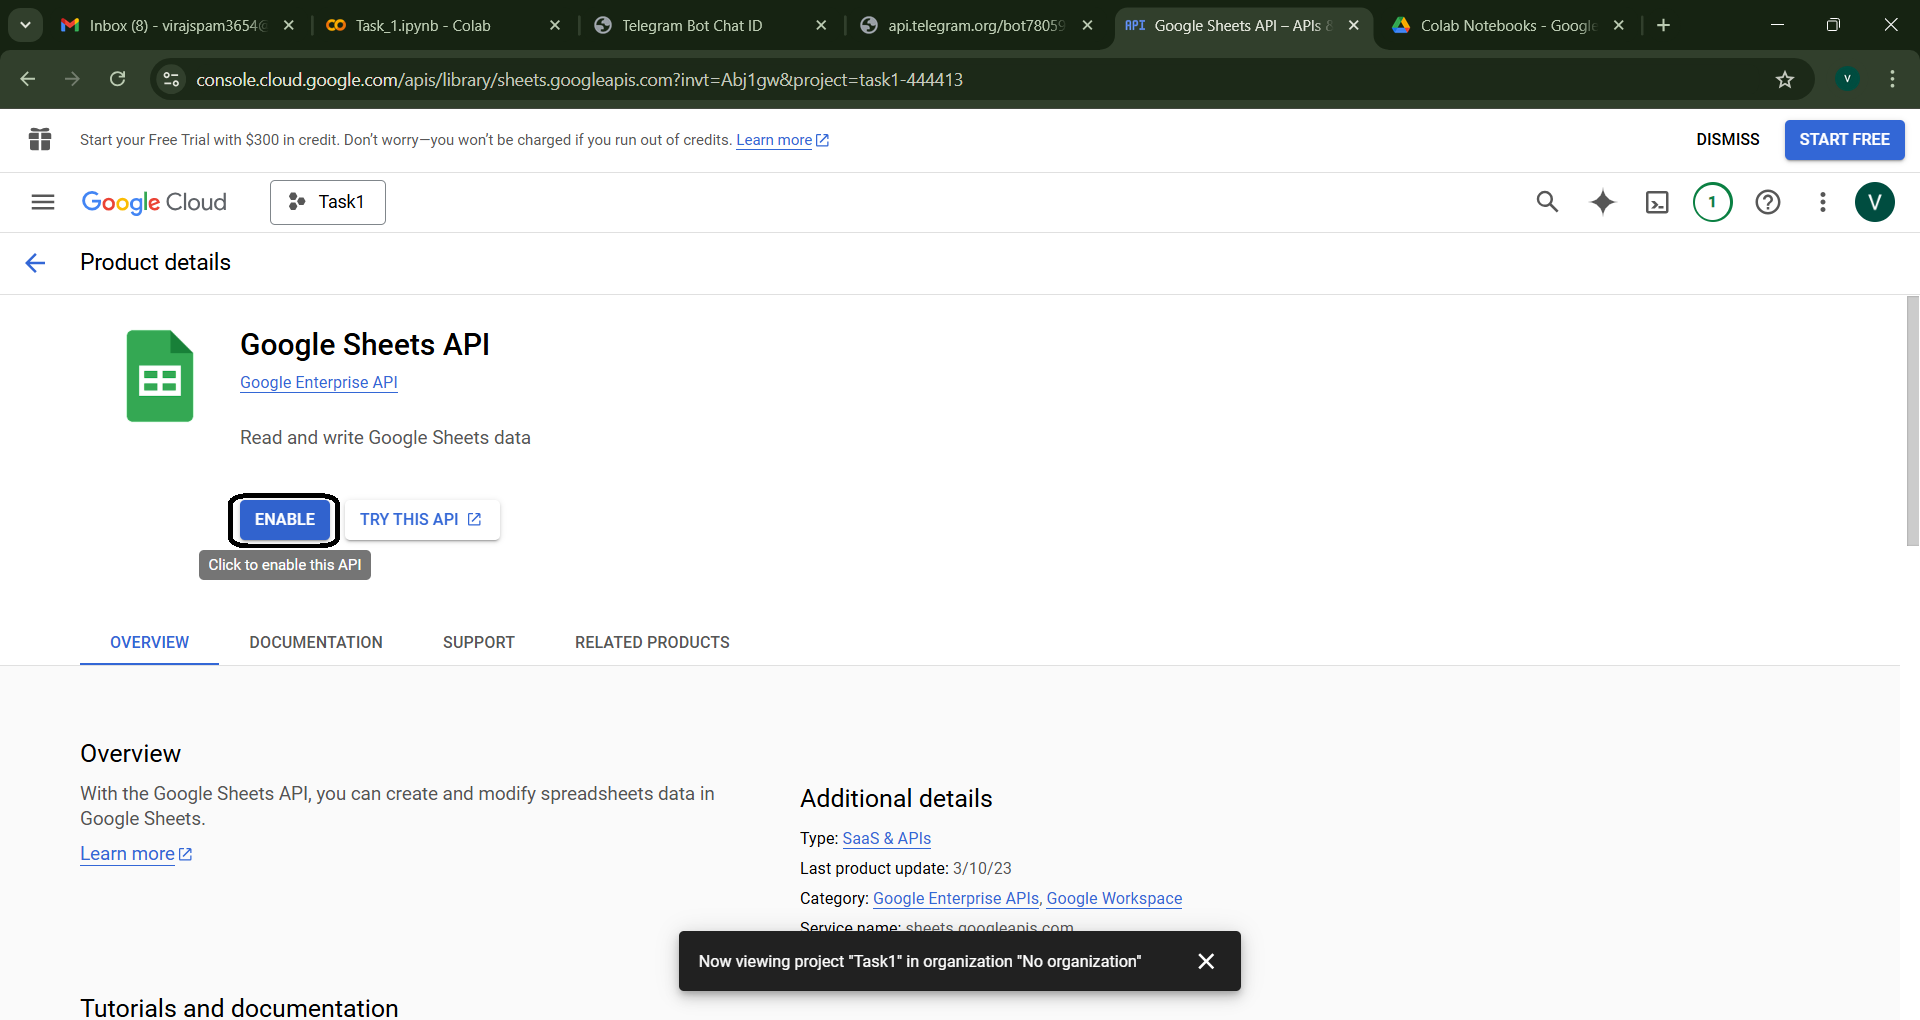 Inbox (8) - virajspam3654@
Task_1.ipynb - Colab
Telegram Bot Chat ID
api.telegram.org/bot78059
API Google Sheets API – APIs &
Colab Notebooks - Google
console.cloud.google.com/apis/library/sheets.googleapis.com?invt=Abj1gw&project=task1-444413
V
Start your Free Trial with $300 in credit. Don't worry—you won't be charged if you run out of credits. Learn more
DISMISS
START FREE
Google Cloud
Task1
1
V
Product details
Google Sheets API
Google Enterprise API
Read and write Google Sheets data
ENABLE
TRY THIS API
Click to enable this API
OVERVIEW
DOCUMENTATION
SUPPORT
RELATED PRODUCTS
Overview
With the Google Sheets API, you can create and modify spreadsheets data in
Google Sheets.
Learn more
Additional details
Type: SaaS & APIs
Last product update: 3/10/23
Category: Google Enterprise APIs, Google Workspace
Service name: sheets.googleapis.com
Now viewing project "Task1" in organization "No organization"
Tutorials and documentation